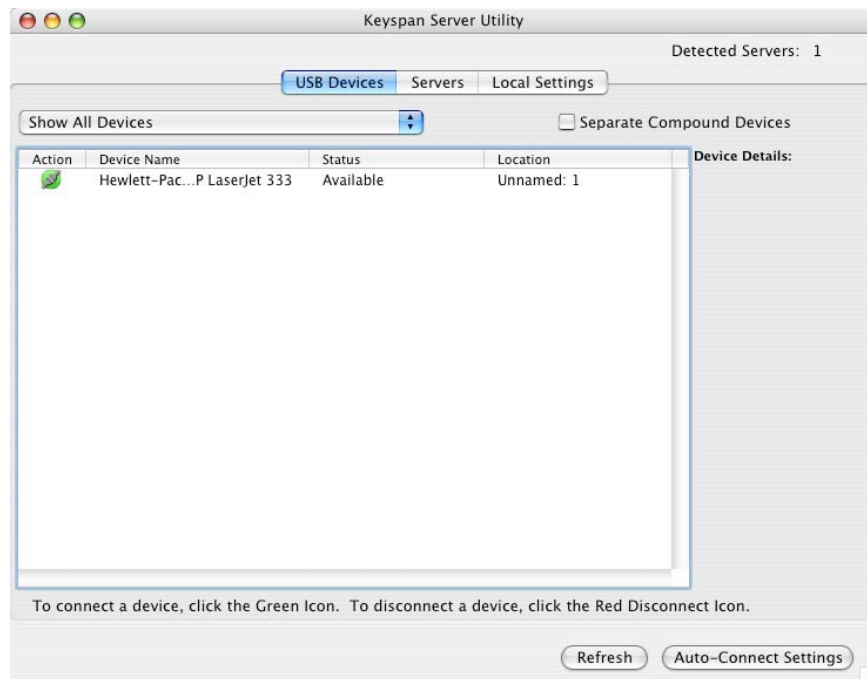 Keyspan Server Utility
Detected Servers: 1
USB Devices Servers Local Settings
Show All Devices Separate Compound Devices
Action Device Name Status Location Device Details:
Hewlett-Pac...P LaserJet 333 Available Unnamed: 1
To connect a device, click the Green Icon. To disconnect a device, click the Red Disconnect Icon.
Refresh Auto-Connect Settings